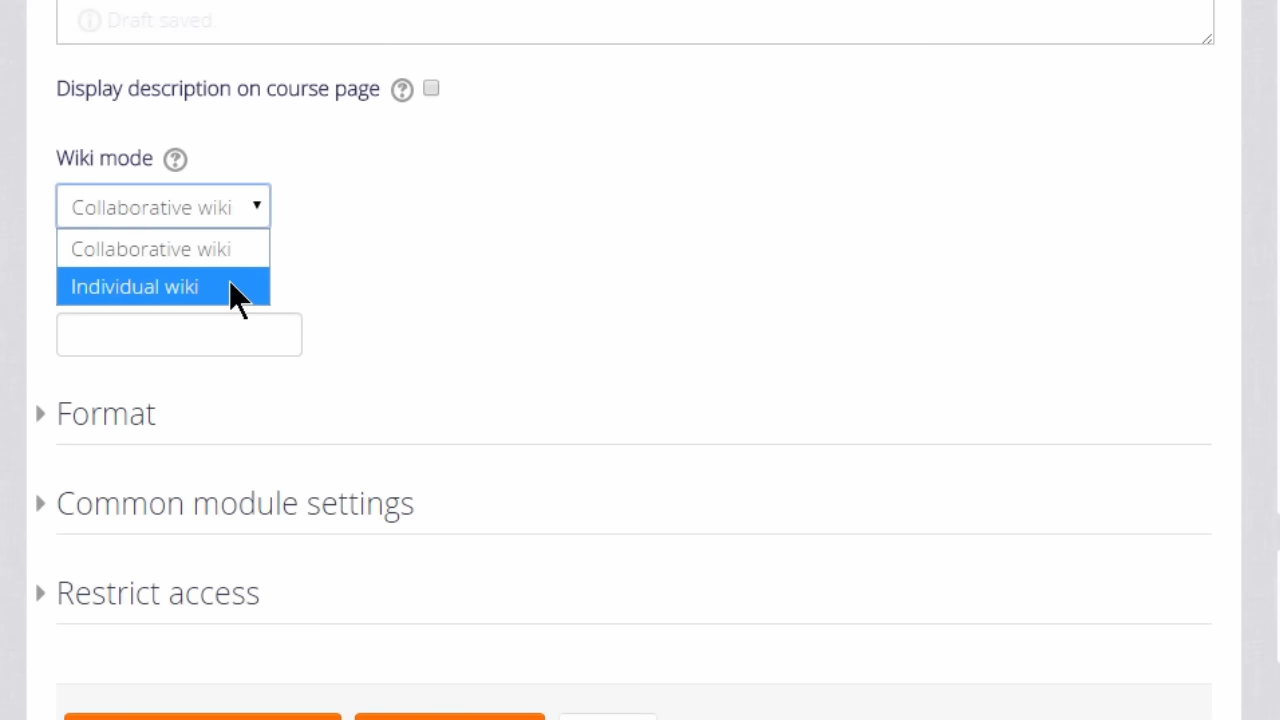 Draft saved.
Display description on course page
Wiki mode
Collaborative wiki
Collaborative wiki
Individual wiki
Format
Common module settings
Restrict access